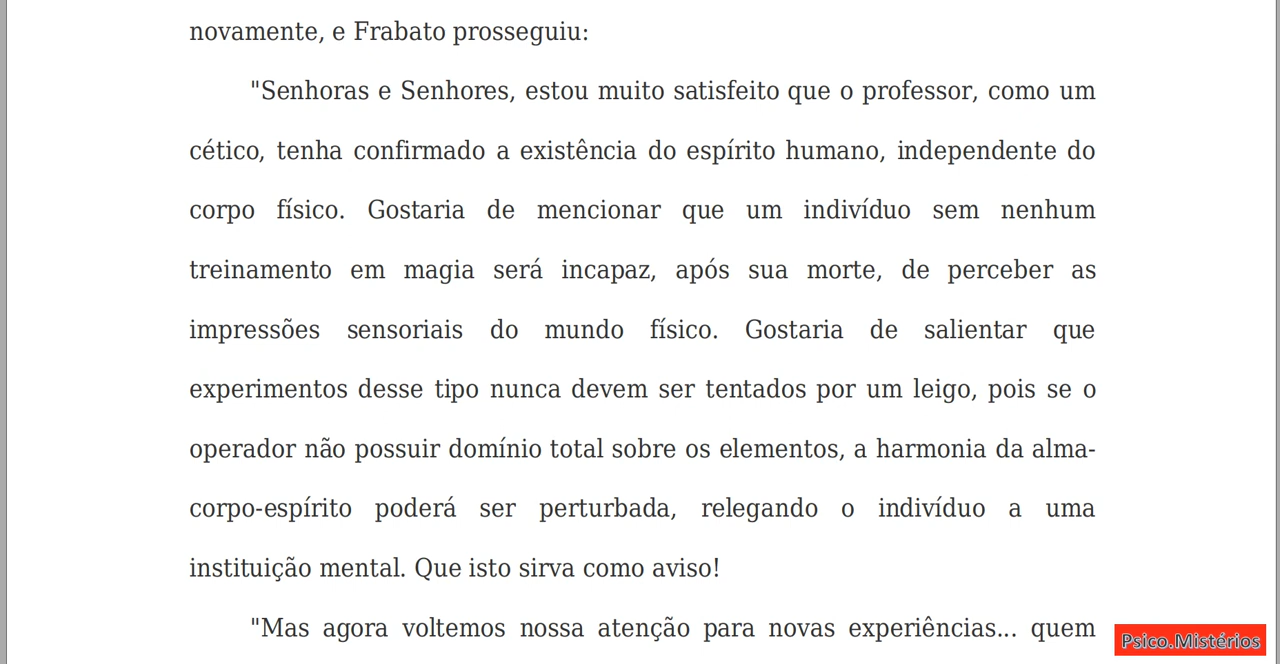 novamente, e Frabato prosseguiu:
"Senhoras e Senhores, estou muito satisfeito que o professor, como um
cético, tenha confirmado a existência do espírito humano, independente do
corpo físico. Gostaria de mencionar que um indivíduo sem nenhum
treinamento em magia será incapaz, após sua morte, de perceber as
impressões sensoriais do mundo físico. Gostaria de salientar que
experimentos desse tipo nunca devem ser tentados por um leigo, pois se o
operador não possuir domínio total sobre os elementos, a harmonia da alma-
corpo-espírito poderá ser perturbada, relegando o indivíduo a uma
instituição mental. Que isto sirva como aviso!
"Mas agora voltemos nossa atenção para novas experiências... quem
Psico.Mistérios